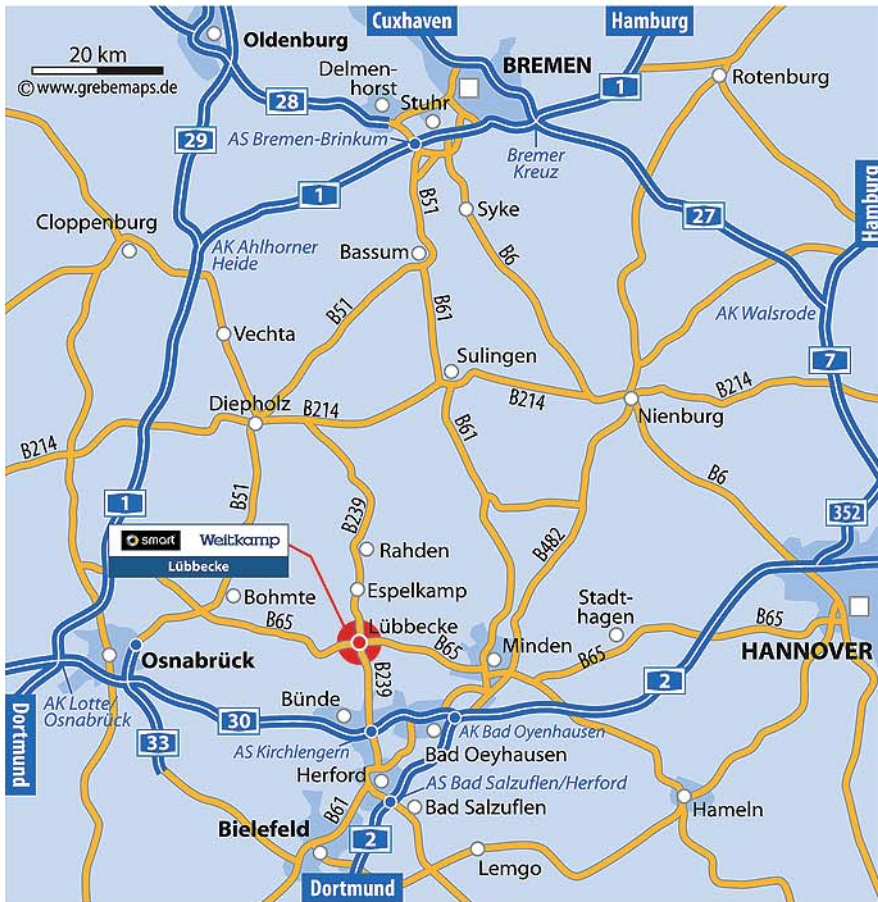 Cuxhaven
Hamburg
20 km
© www.grebemaps.de
Oldenburg
Delmen-
horst
BREMEN
Rotenburg
28
1
Stuhr
29
AS Bremen-Brinkum
Bremer
Kreuz
1
B51
Syke
27
Hamburg
Cloppenburg
AK Ahlhorner
Heide
Bassum
B6
B51
B61
AK Walsrode
Vechta
Sulingen
7
Diepholz
B214
B214
B214
Nienburg
B214
B61
B6
1
B51
B239
352
smart
Weitkamp
Lübbecke
B482
Rahden
Espelkamp
Bohmte
Stadt-
hagen
B65
B65
Lübbecke
B65
Minden
B65
HANNOVER
Osnabrück
B239
2
AK Lotte/
Osnabrück
Bünde
30
AK Bad Oyenhausen
Dortmund
33
AS Kirchlengern
Bad Oeyhausen
Herford
AS Bad Salzuflen/Herford
B61
Bad Salzuflen
Hameln
Bielefeld
2
Lemgo
Dortmund